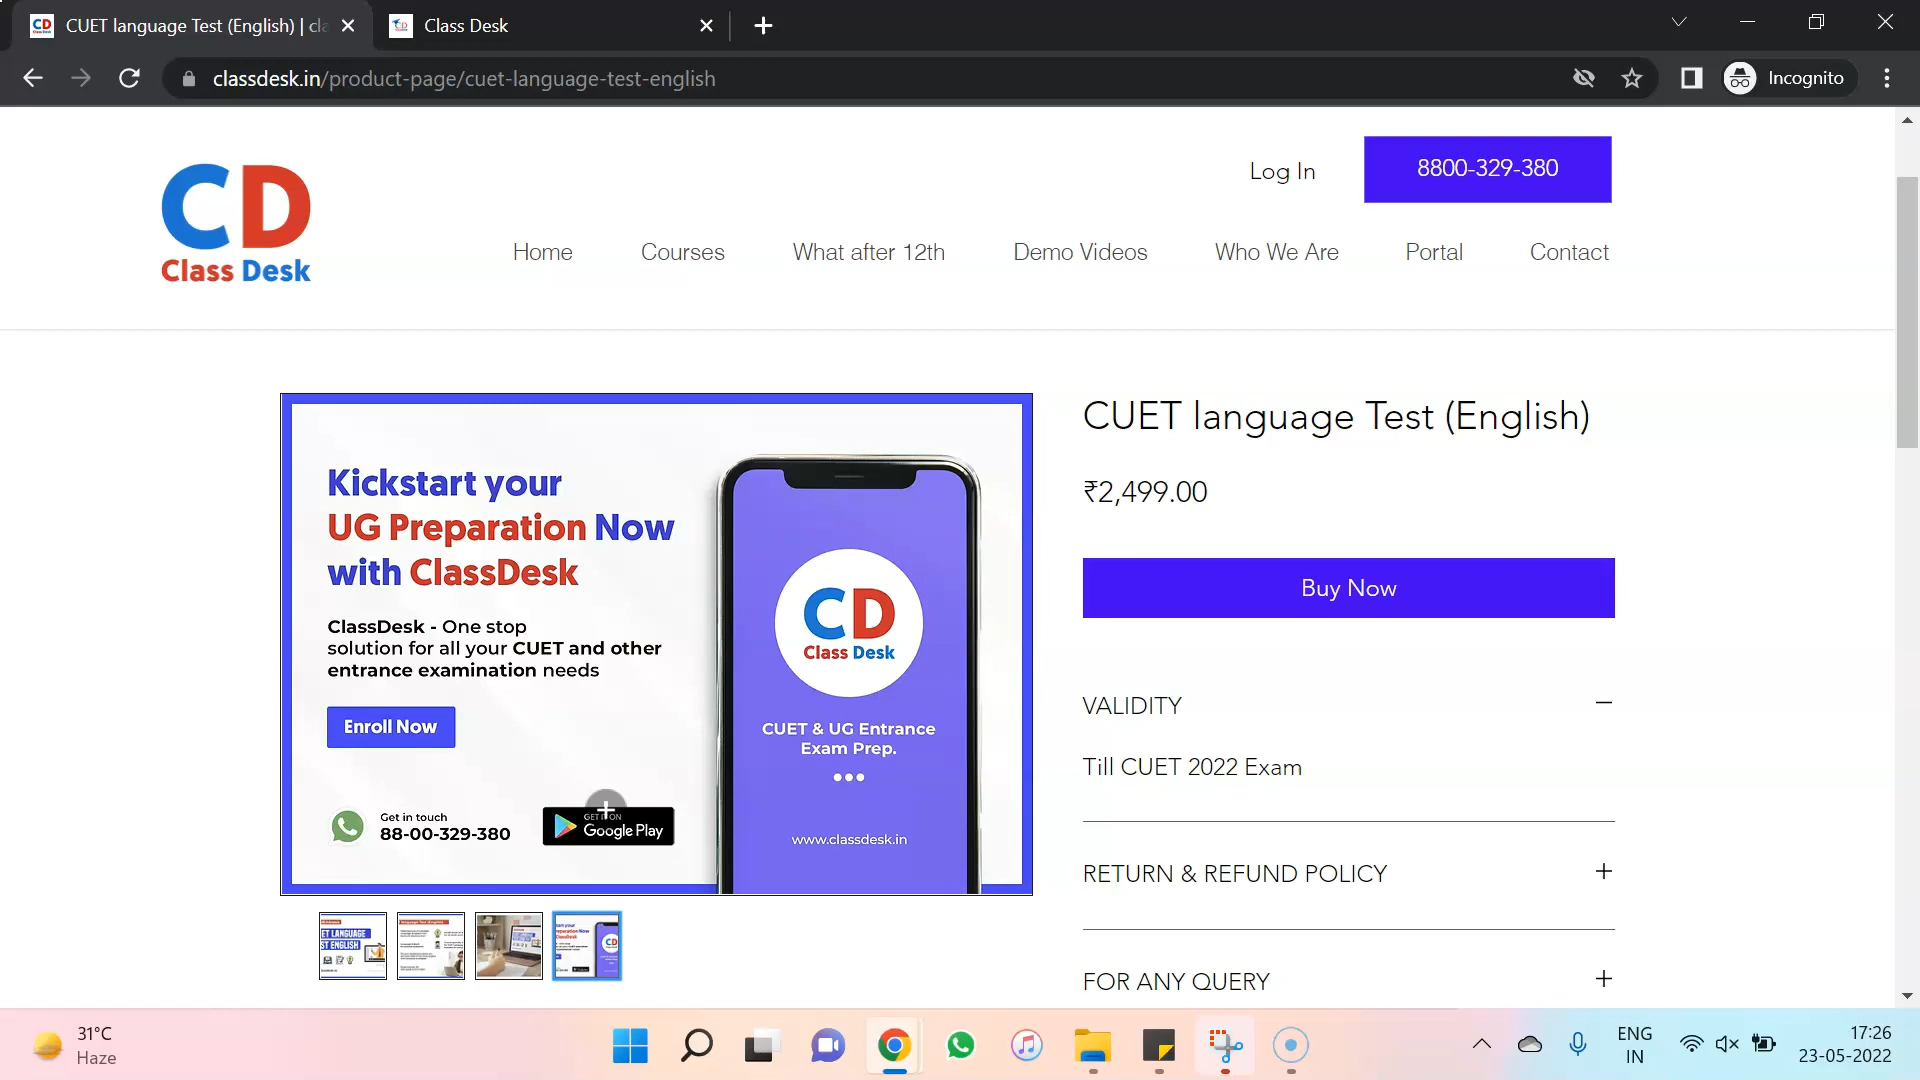 CUET language Test (English) | cla
Class Desk
classdesk.in/product-page/cuet-language-test-english
Incognito
CD
Class Desk
Log In
8800-329-380
Home
Courses
What after 12th
Demo Videos
Who We Are
Portal
Contact
Kickstart your
UG Preparation Now
with ClassDesk
ClassDesk - One stop
solution for all your CUET and other
entrance examination needs
Enroll Now
Get in touch
88-00-329-380
GET IT ON
Google Play
CD
Class Desk
CUET & UG Entrance
Exam Prep.
www.classdesk.in
CUET language Test (English)
₹2,499.00
Buy Now
VALIDITY
Till CUET 2022 Exam
RETURN & REFUND POLICY
FOR ANY QUERY
31°C
Haze
ENG
IN
17:26
23-05-2022